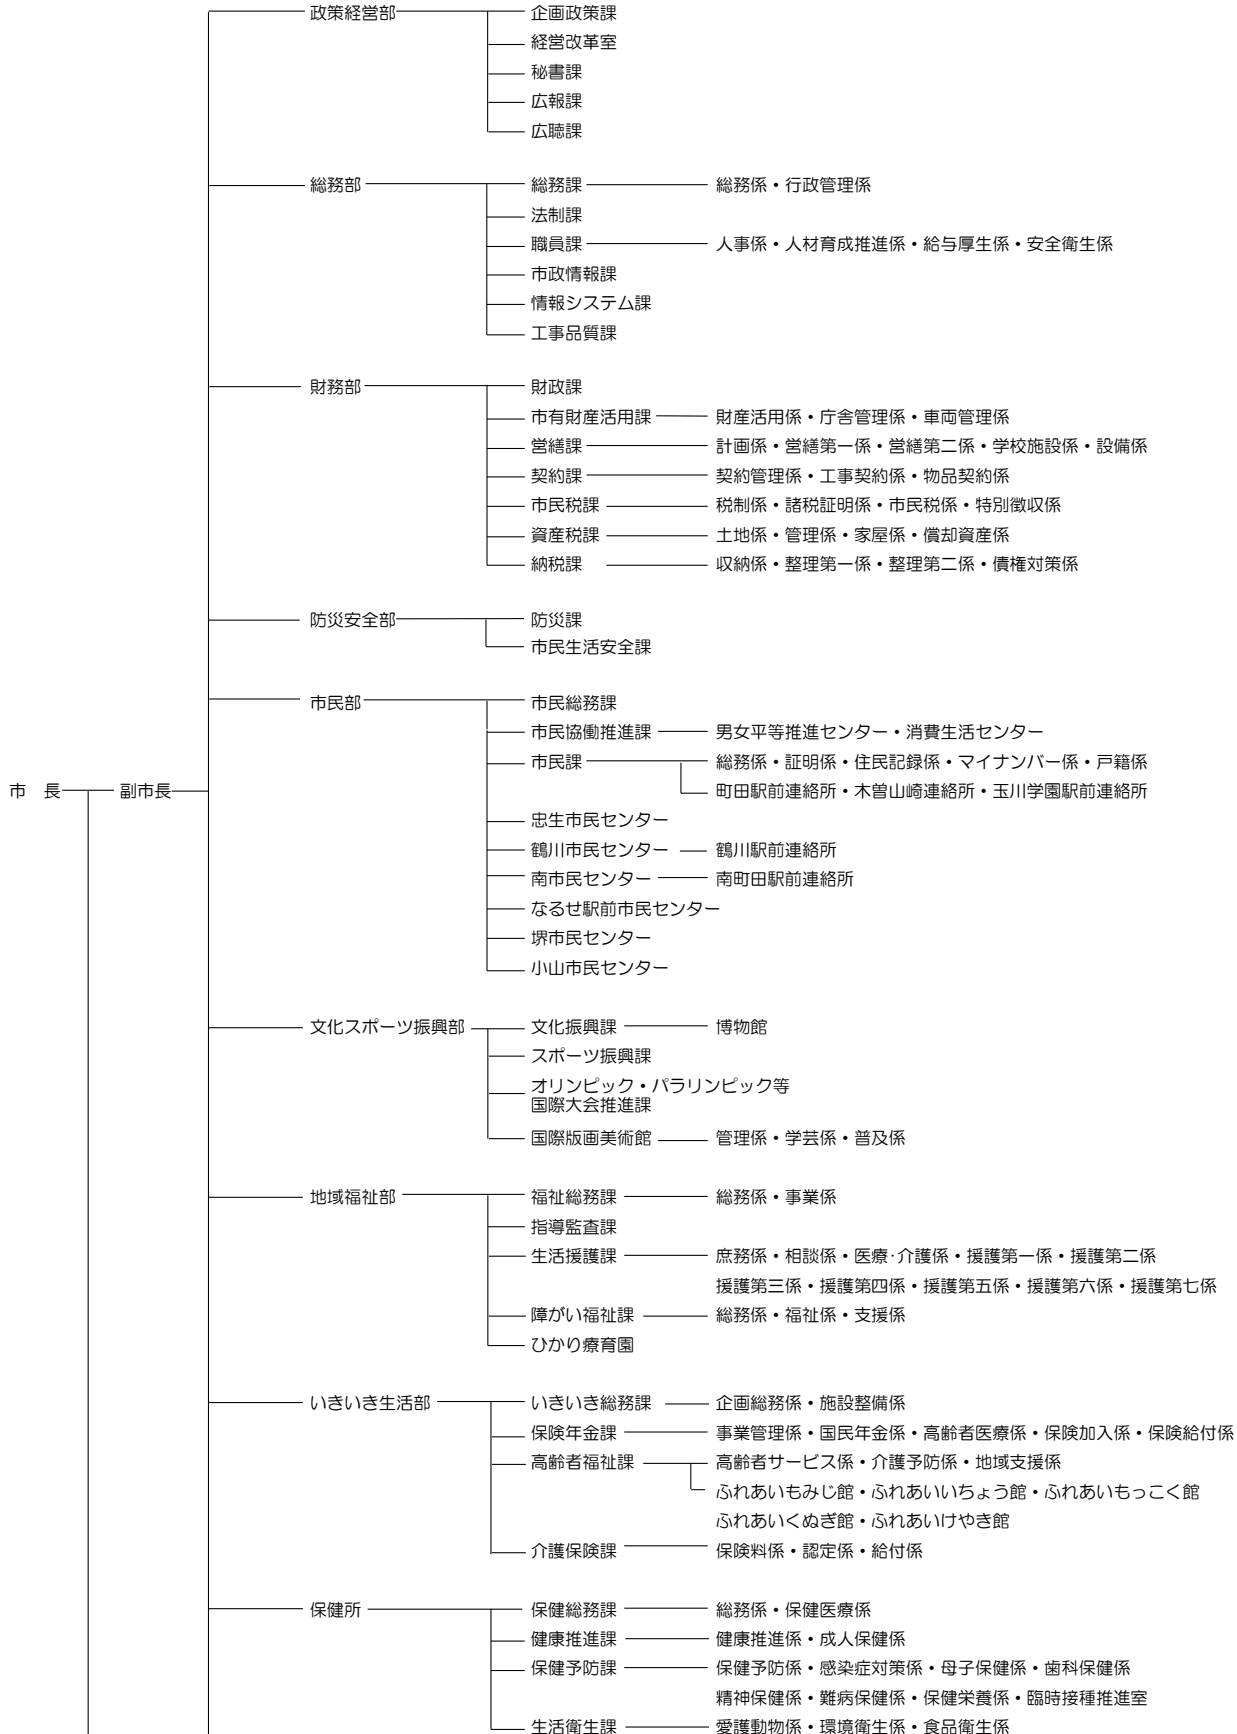 政策経営部 企画政策課
経営改革室
秘書課
広報課
広聴課
総務部 総務課 総務係・行政管理係
法制課
職員課 人事係・人材育成推進係・給与厚生係・安全衛生係
市政情報課
情報システム課
工事品質課
財務部 財政課
市有財産活用課 財産活用係・庁舎管理係・車両管理係
営繕課 計画係・営繕第一係・営繕第二係・学校施設係・設備係
契約課 契約管理係・工事契約係・物品契約係
市民税課 税制係・諸税証明係・市民税係・特別徴収係
資産税課 土地係・管理係・家屋係・償却資産係
納税課 収納係・整理第一係・整理第二係・債権対策係
防災安全部 防災課
市民生活安全課
市民部 市民総務課
市民協働推進課 男女平等推進センター・消費生活センター
市民課 総務係・証明係・住民記録係・マイナンバー係・戸籍係
市　長 副市長 町田駅前連絡所・木曽山崎連絡所・玉川学園駅前連絡所
忠生市民センター
鶴川市民センター 鶴川駅前連絡所
南市民センター 南町田駅前連絡所
なるせ駅前市民センター
堺市民センター
小山市民センター
文化スポーツ振興部 文化振興課 博物館
スポーツ振興課
オリンピック・パラリンピック等
国際大会推進課
国際版画美術館 管理係・学芸係・普及係
地域福祉部 福祉総務課 総務係・事業係
指導監査課
生活援護課 庶務係・相談係・医療・介護係・援護第一係・援護第二係
援護第三係・援護第四係・援護第五係・援護第六係・援護第七係
障がい福祉課 総務係・福祉係・支援係
ひかり療育園
いきいき生活部 いきいき総務課 企画総務係・施設整備係
保険年金課 事業管理係・国民年金係・高齢者医療係・保険加入係・保険給付係
高齢者福祉課 高齢者サービス係・介護予防係・地域支援係
ふれあいもみじ館・ふれあいいちょう館・ふれあいもっこく館
ふれあいくぬぎ館・ふれあいけやき館
介護保険課 保険料係・認定係・給付係
保健所 保健総務課 総務係・保健医療係
健康推進課 健康推進係・成人保健係
保健予防課 保健予防係・感染症対策係・母子保健係・歯科保健係
精神保健係・難病保健係・保健栄養係・臨時接種推進室
生活衛生課 愛護動物係・環境衛生係・食品衛生係